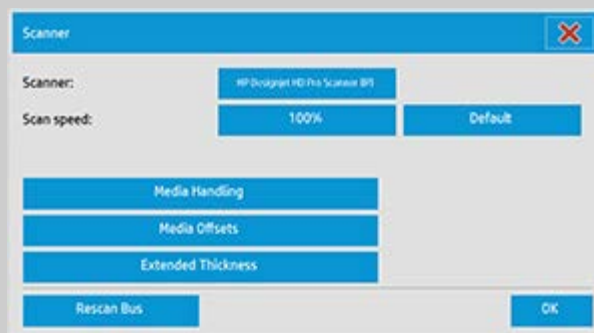 Scanner
Scanner: HP Designjet HD Pro Scanner
Scan speed: 100% Default
Media Handling
Media Offsets
Extended Thickness
Rescan Bus OK